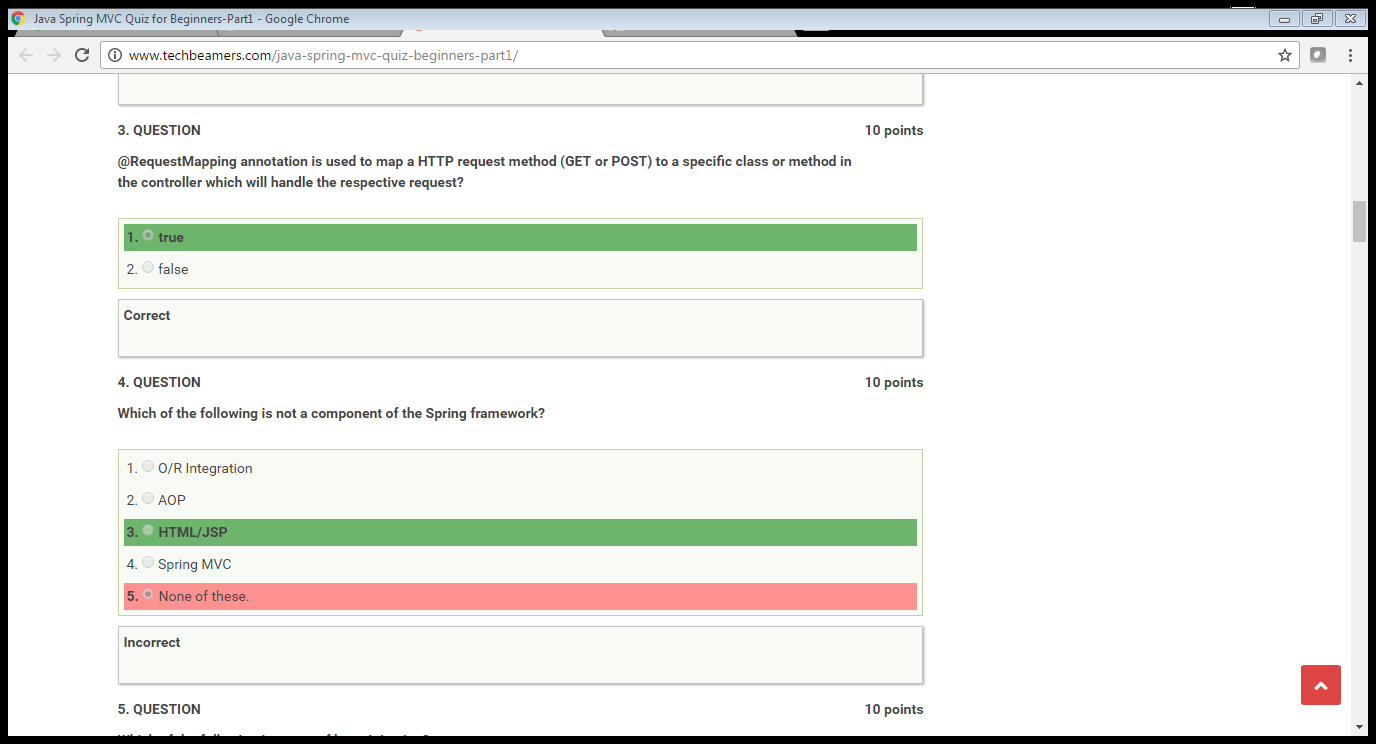 Java Spring MVC Quiz for Beginners-Part1 - Google Chrome
www.techbeamers.com/java-spring-mvc-quiz-beginners-part1/
3. QUESTION 10 points
@RequestMapping annotation is used to map a HTTP request method (GET or POST) to a specific class or method in
the controller which will handle the respective request?
1. true
2. false
Correct
4. QUESTION 10 points
Which of the following is not a component of the Spring framework?
1. O/R Integration
2. AOP
3. HTML/JSP
4. Spring MVC
5. None of these.
Incorrect
5. QUESTION 10 points